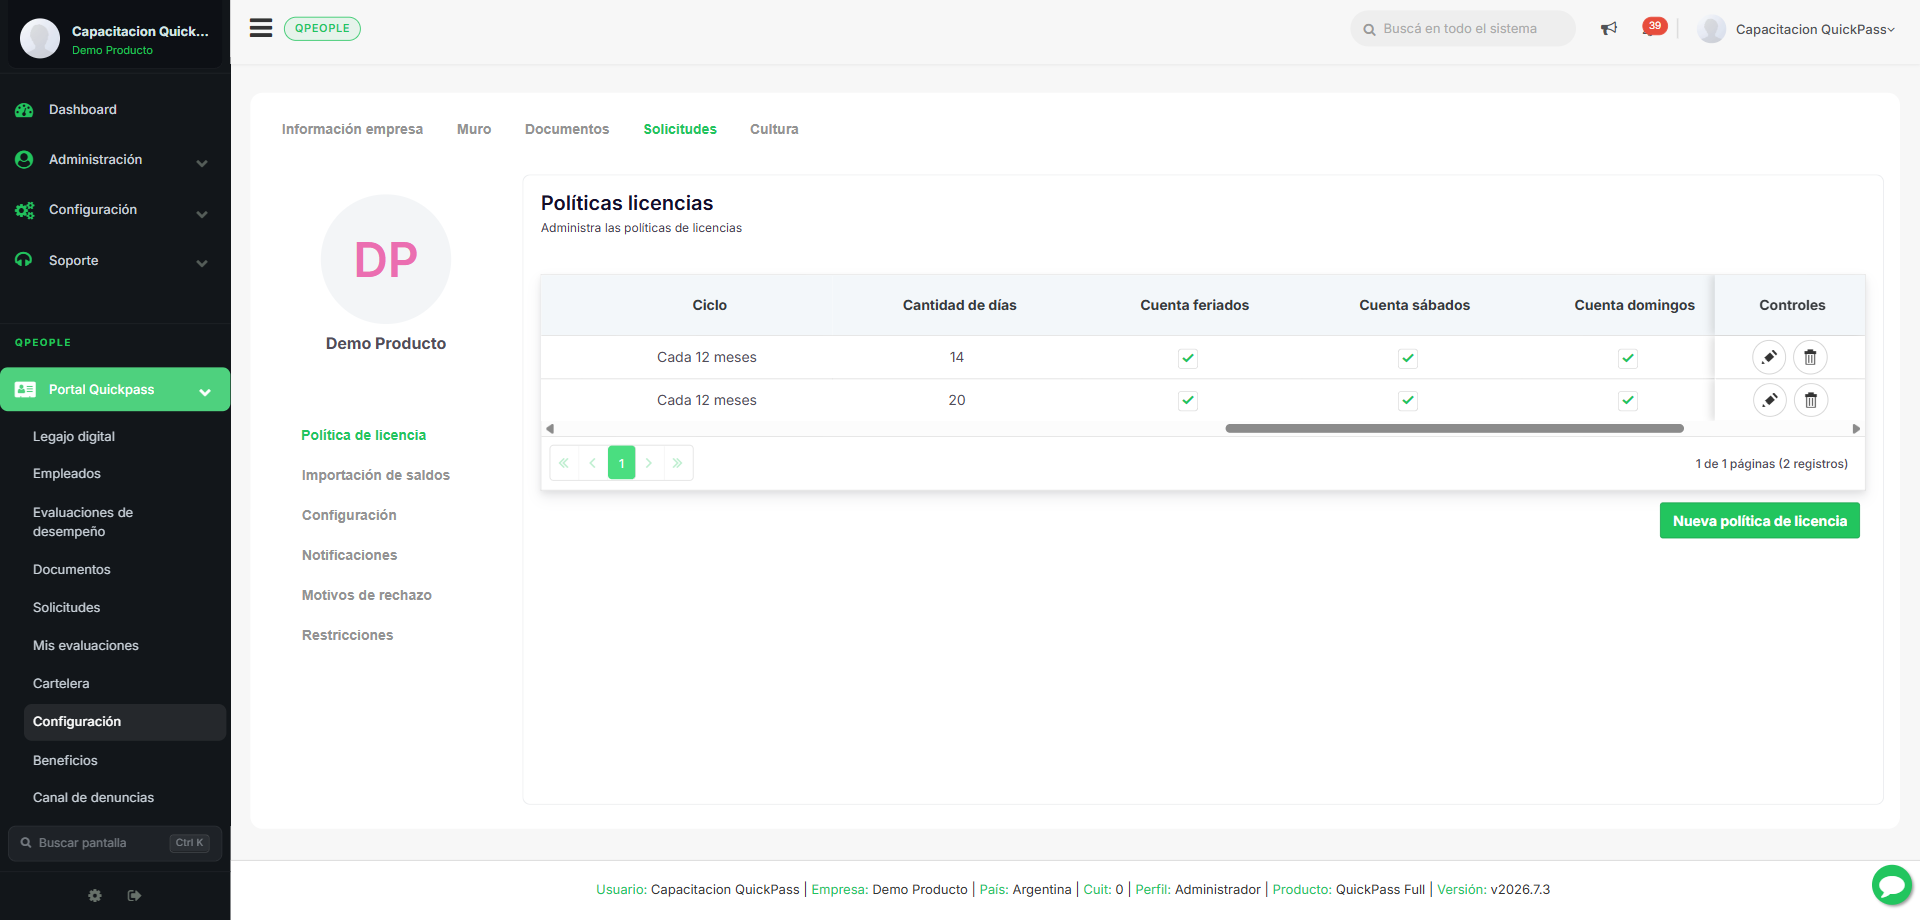 Capacitacion Quick...
Demo Producto
Dashboard
Administración
Configuración
Soporte
QPEOPLE
Portal Quickpass
Legajo digital
Empleados
Evaluaciones de
desempeño
Documentos
Solicitudes
Mis evaluaciones
Cartelera
Configuración
Beneficios
Canal de denuncias
Buscar pantalla
Ctrl K
QPEOPLE
Buscá en todo el sistema
39
Capacitacion QuickPass
Información empresa
Muro
Documentos
Solicitudes
Cultura
DP
Demo Producto
Política de licencia
Importación de saldos
Configuración
Notificaciones
Motivos de rechazo
Restricciones
Políticas licencias
Administra las políticas de licencias
Ciclo Cantidad de días Cuenta feriados Cuenta sábados Cuenta domingos Controles
Cada 12 meses 14
Cada 12 meses 20
« ‹ 1 › »
1 de 1 páginas (2 registros)
Nueva política de licencia
Usuario: Capacitacion QuickPass | Empresa: Demo Producto | País: Argentina | Cuit: 0 | Perfil: Administrador | Producto: QuickPass Full | Versión: v2026.7.3